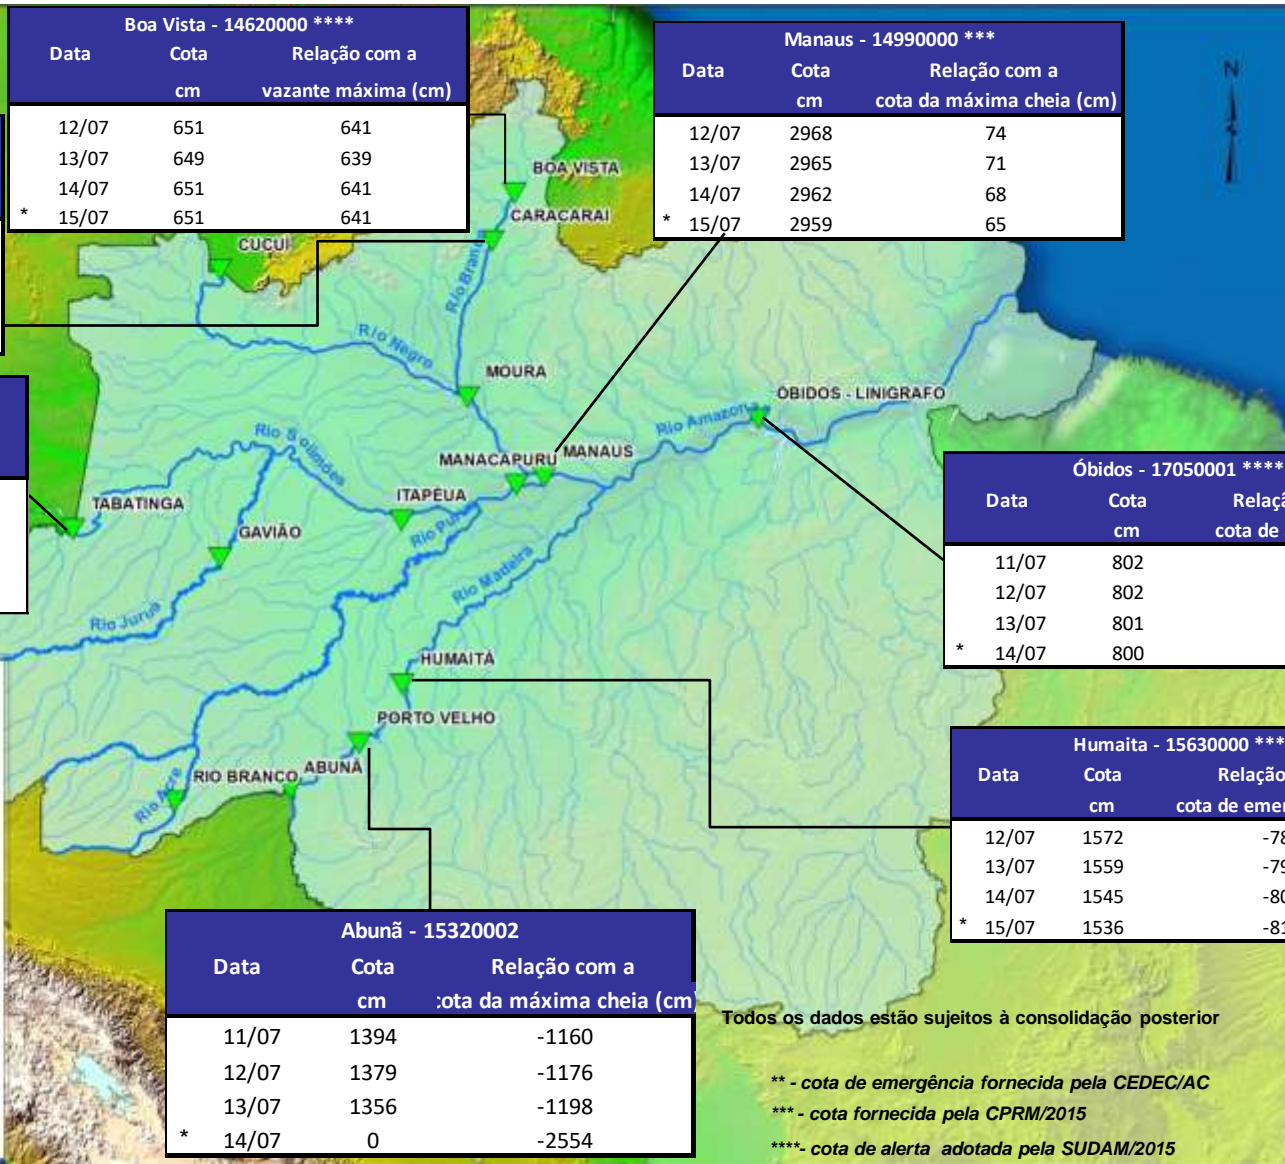 Boa Vista - 14620000 ****
Data Cota Relação com a
cm vazante máxima (cm)
12/07 651 641
13/07 649 639
14/07 651 641
* 15/07 651 641
Manaus - 14990000 ***
Data Cota Relação com a
cm cota da máxima cheia (cm)
12/07 2968 74
13/07 2965 71
14/07 2962 68
* 15/07 2959 65
N
BOA VISTA
CARACARAI
CUCUI
Rio Branco
Rio Negro
MOURA
ÓBIDOS - LINIGRAFO
Rio Amazonas
Rio Solimões
MANACAPURU MANAUS
TABATINGA
ITAPEUA
GAVIÃO
Rio Purus
Rio Madeira
Rio Juruá
HUMAITÁ
PORTO VELHO
RIO BRANCO ABUNÃ
Rio Acre
Óbidos - 17050001 ****
Data Cota
cm cota de
11/07 802
12/07 802
13/07 801
* 14/07 800
Humaita - 15630000 ***
Data Cota Relação
cm
12/07 1572
13/07 1559
14/07 1545
* 15/07 1536
Abunã - 15320002
Data Cota Relação com a
cm cota da máxima cheia (cm)
11/07 1394 -1160
12/07 1379 -1176
13/07 1356 -1198
* 14/07 0 -2554
Todos os dados estão sujeitos à consolidação posterior
** - cota de emergência fornecida pela CEDEC/AC
*** - cota fornecida pela CPRM/2015
****- cota de alerta adotada pela SUDAM/2015